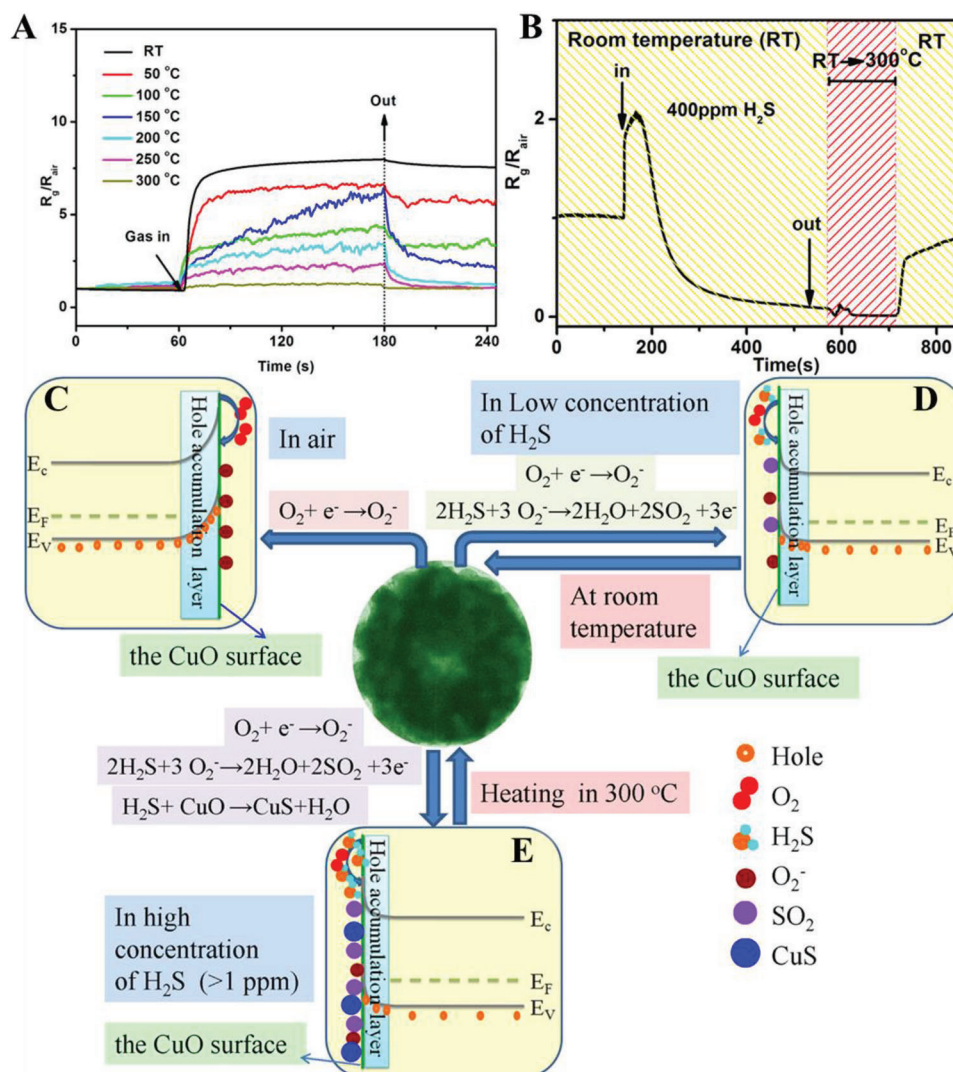 A
15
10
5
0
0
60
120
180
240
Time (s)
R_g/R_air
RT
50 °C
100 °C
150 °C
200 °C
250 °C
300 °C
Gas in
Out
B
Room temperature (RT)
RT
RT→300°C
in
400ppm H₂S
out
2
1
0
0
200
400
600
800
Time(s)
R_g/R_air
C
Hole accumulation layer
E_c
E_F
E_V
In air
O₂+ e⁻→O₂⁻
the CuO surface
In Low concentration
of H₂S
O₂+ e⁻→O₂⁻
2H₂S+3 O₂⁻→2H₂O+2SO₂ +3e⁻
At room
temperature
D
Hole accumulation layer
E_c
E_F
E_V
the CuO surface
O₂+ e⁻→O₂⁻
2H₂S+3 O₂⁻→2H₂O+2SO₂ +3e⁻
H₂S+ CuO→CuS+H₂O
Heating in 300 °C
In high
concentration
of H₂S (>1 ppm)
the CuO surface
E
Hole accumulation layer
E_c
E_F
E_V
Hole
O₂
H₂S
O₂⁻
SO₂
CuS